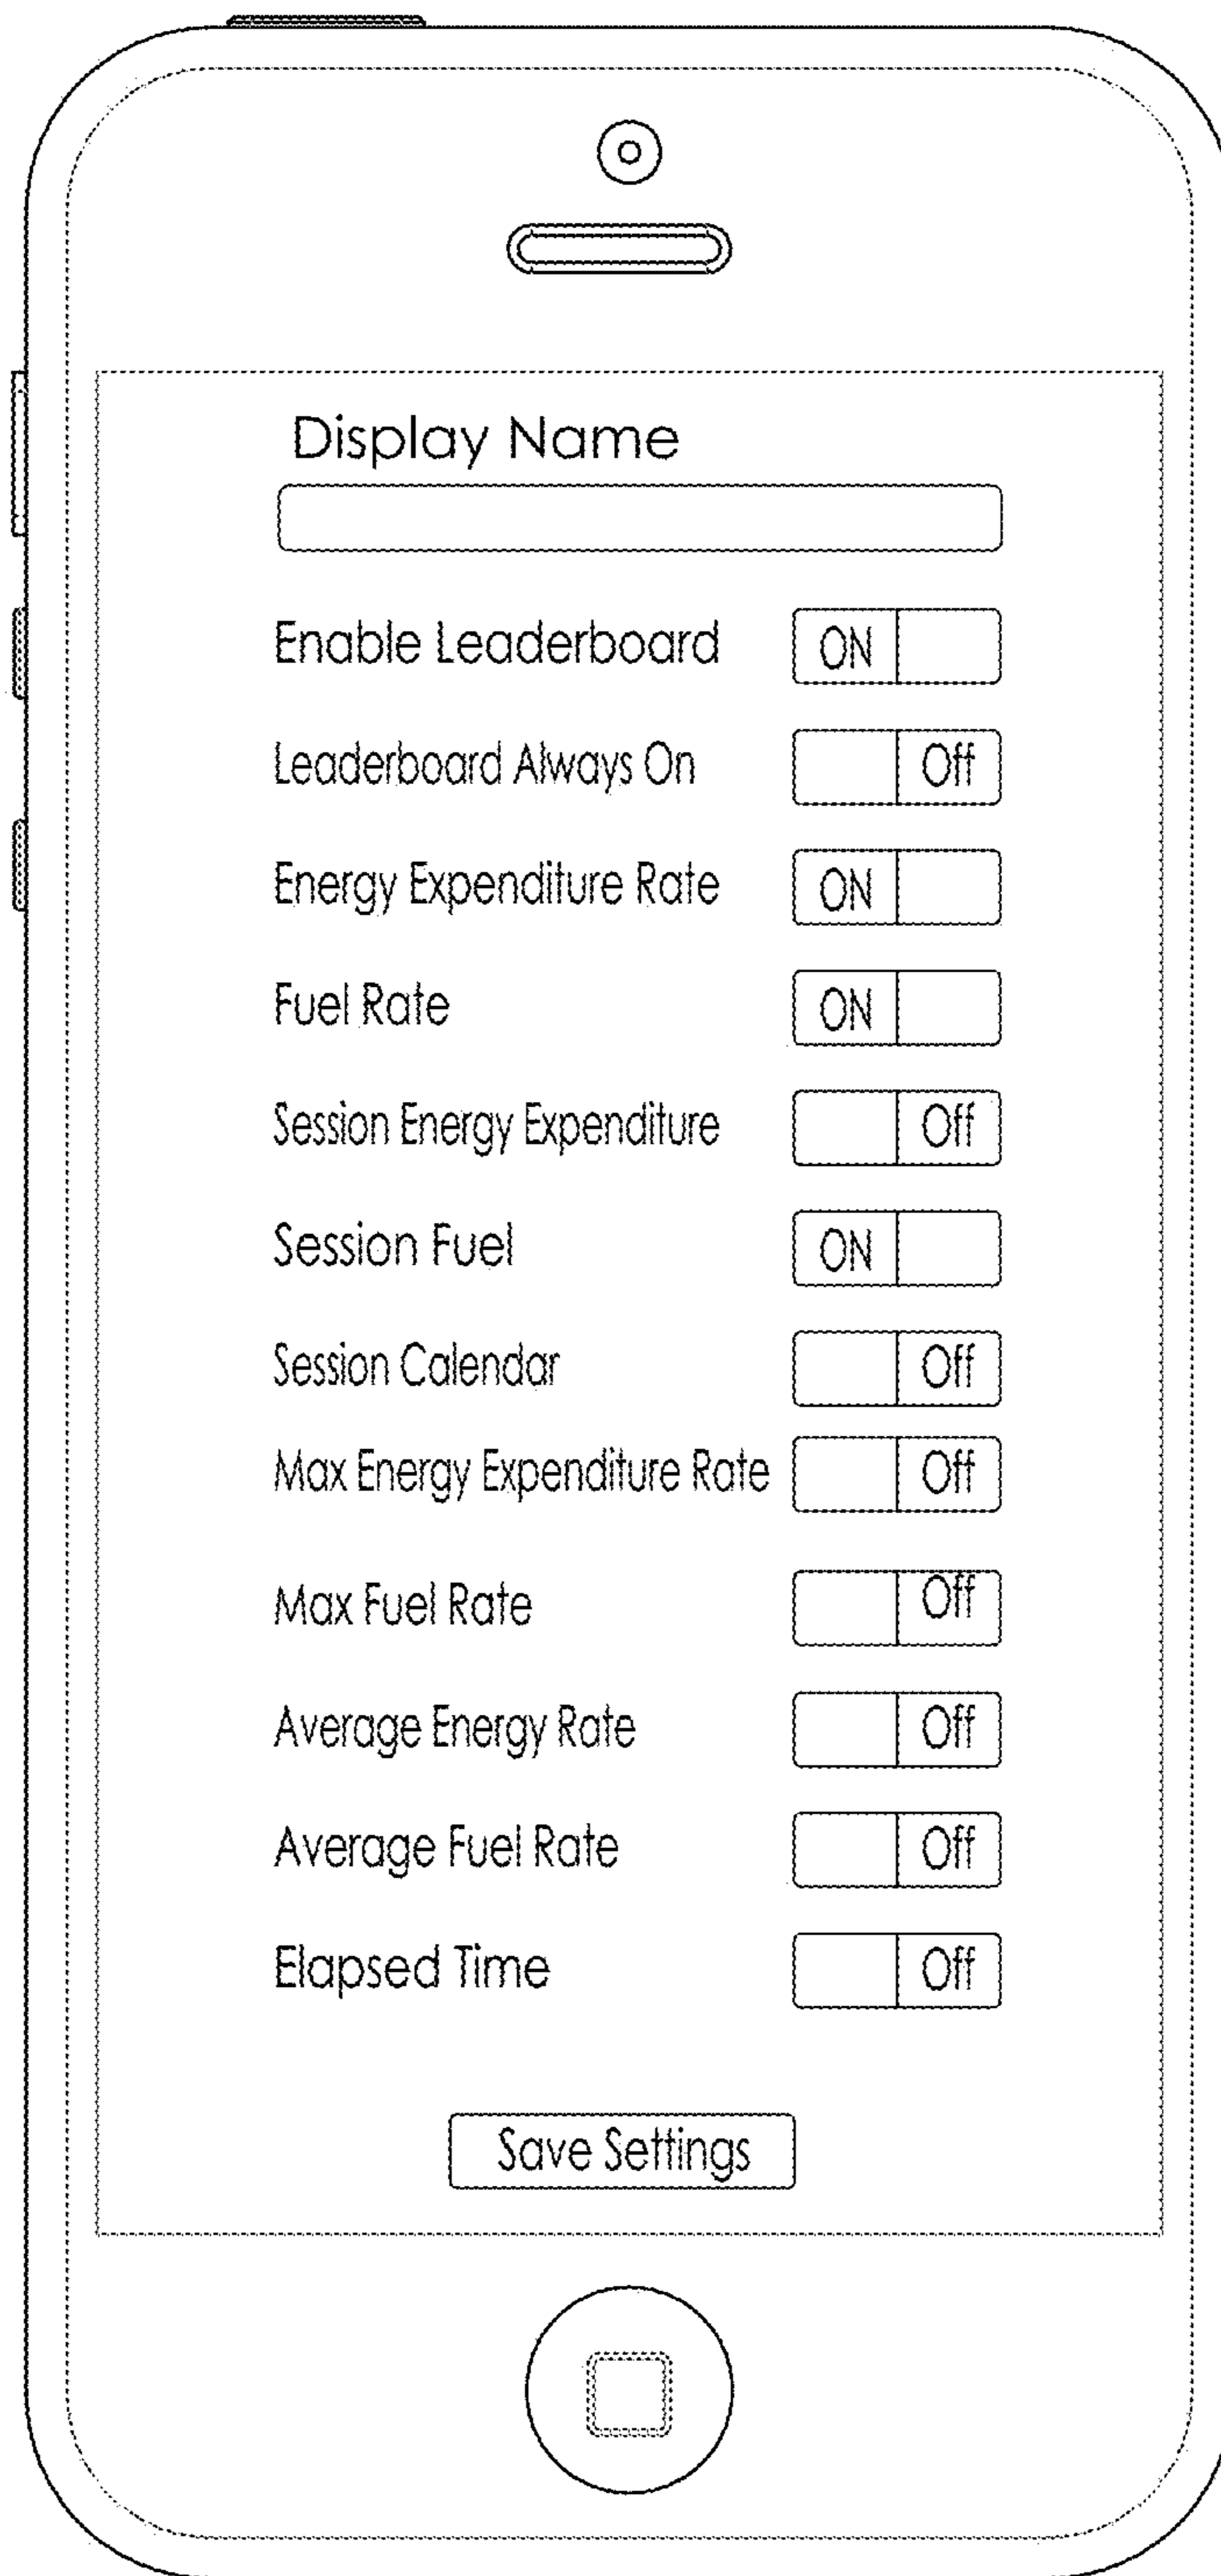 Display Name
Enable Leaderboard ON
Leaderboard Always On Off
Energy Expenditure Rate ON
Fuel Rate ON
Session Energy Expenditure Off
Session Fuel ON
Session Calendar Off
Max Energy Expenditure Rate Off
Max Fuel Rate Off
Average Energy Rate Off
Average Fuel Rate Off
Elapsed Time Off
Save Settings